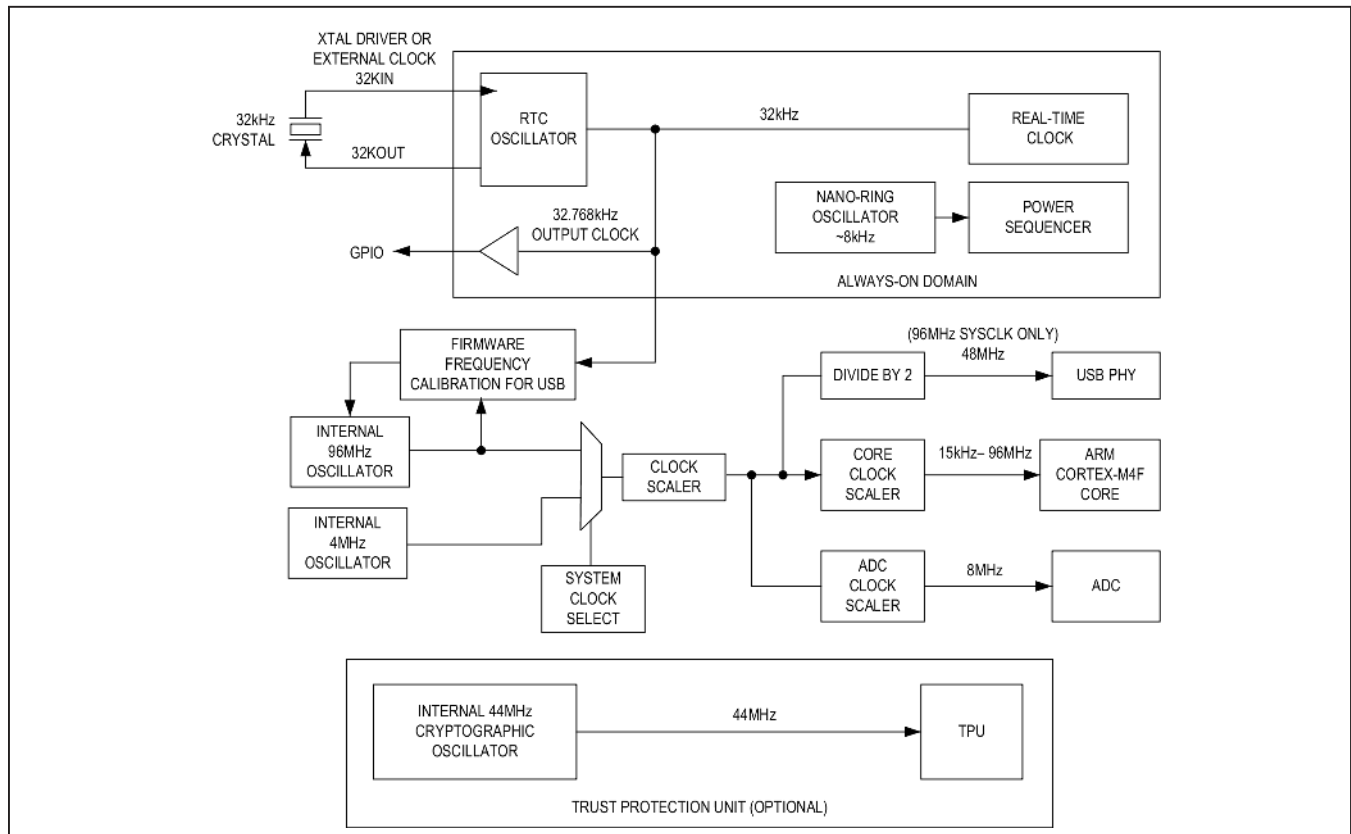 XTAL DRIVER OR
EXTERNAL CLOCK
32KIN
32kHz
CRYSTAL
32KOUT
RTC
OSCILLATOR
32kHz
REAL-TIME
CLOCK
NANO-RING
OSCILLATOR
~8kHz
POWER
SEQUENCER
32.768kHz
OUTPUT CLOCK
GPIO
ALWAYS-ON DOMAIN
FIRMWARE
FREQUENCY
CALIBRATION FOR USB
(96MHz SYSCLK ONLY)
48MHz
DIVIDE BY 2
USB PHY
INTERNAL
96MHz
OSCILLATOR
CLOCK
SCALER
CORE
CLOCK
SCALER
15kHz– 96MHz
ARM
CORTEX-M4F
CORE
INTERNAL
4MHz
OSCILLATOR
SYSTEM
CLOCK
SELECT
ADC
CLOCK
SCALER
8MHz
ADC
INTERNAL 44MHz
CRYPTOGRAPHIC
OSCILLATOR
44MHz
TPU
TRUST PROTECTION UNIT (OPTIONAL)